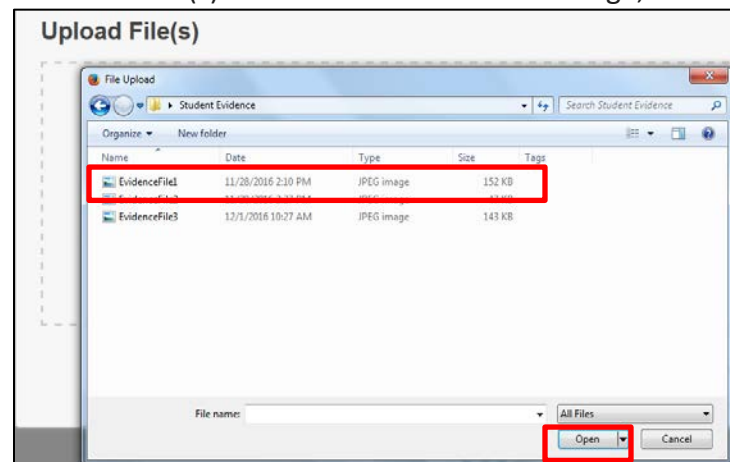 Upload File(s)
File Upload
Student Evidence
Search Student Evidence
Organize
New folder
Name Date Type Size Tags
EvidenceFile1 11/28/2016 2:10 PM JPEG image 152 KB
EvidenceFile3 12/1/2016 10:27 AM JPEG image 143 KB
File name:
All Files
Open Cancel